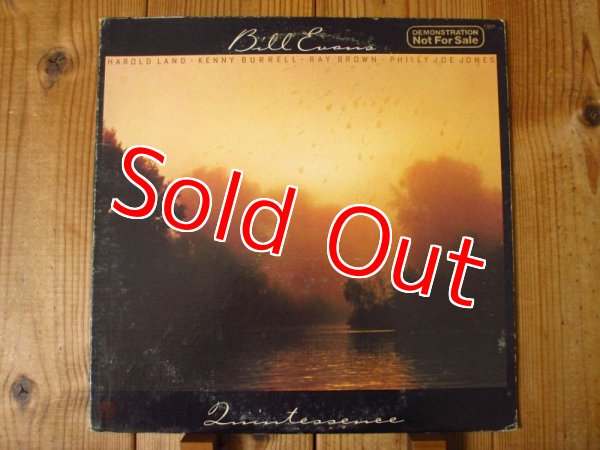 Bill Evans
DEMONSTRATION
Not For Sale
HAROLD LAND · KENNY BURRELL · RAY BROWN · PHILLY JOE JONES
Sold Out
Quintessence